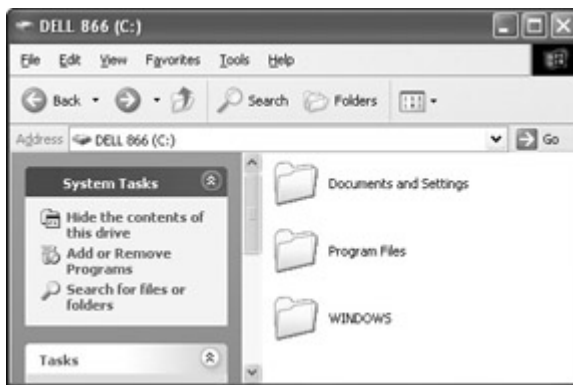 DELL 866 (C:)
File Edit View Favorites Tools Help
Back Search Folders
Address DELL 866 (C:) Go
System Tasks
Hide the contents of
this drive
Add or Remove
Programs
Search for files or
folders
Tasks
Documents and Settings
Program Files
WINDOWS